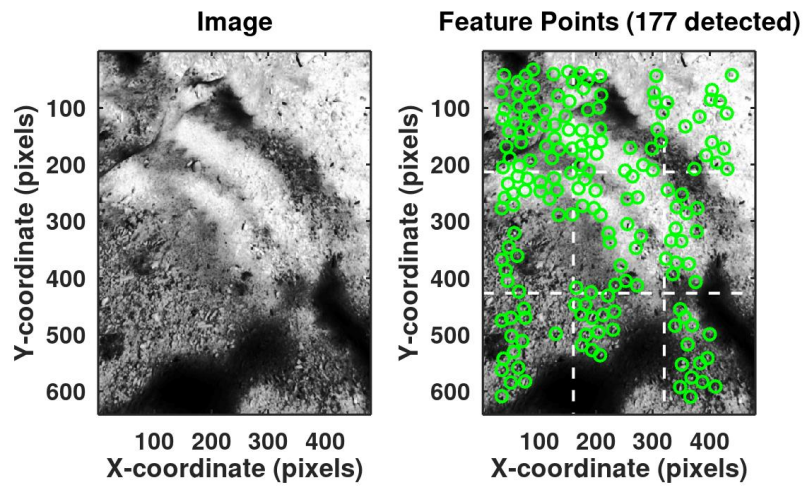 Image
Feature Points (177 detected)
Y-coordinate (pixels)
100
200
300
400
500
600
100 200 300 400
X-coordinate (pixels)
Y-coordinate (pixels)
100
200
300
400
500
600
100 200 300 400
X-coordinate (pixels)